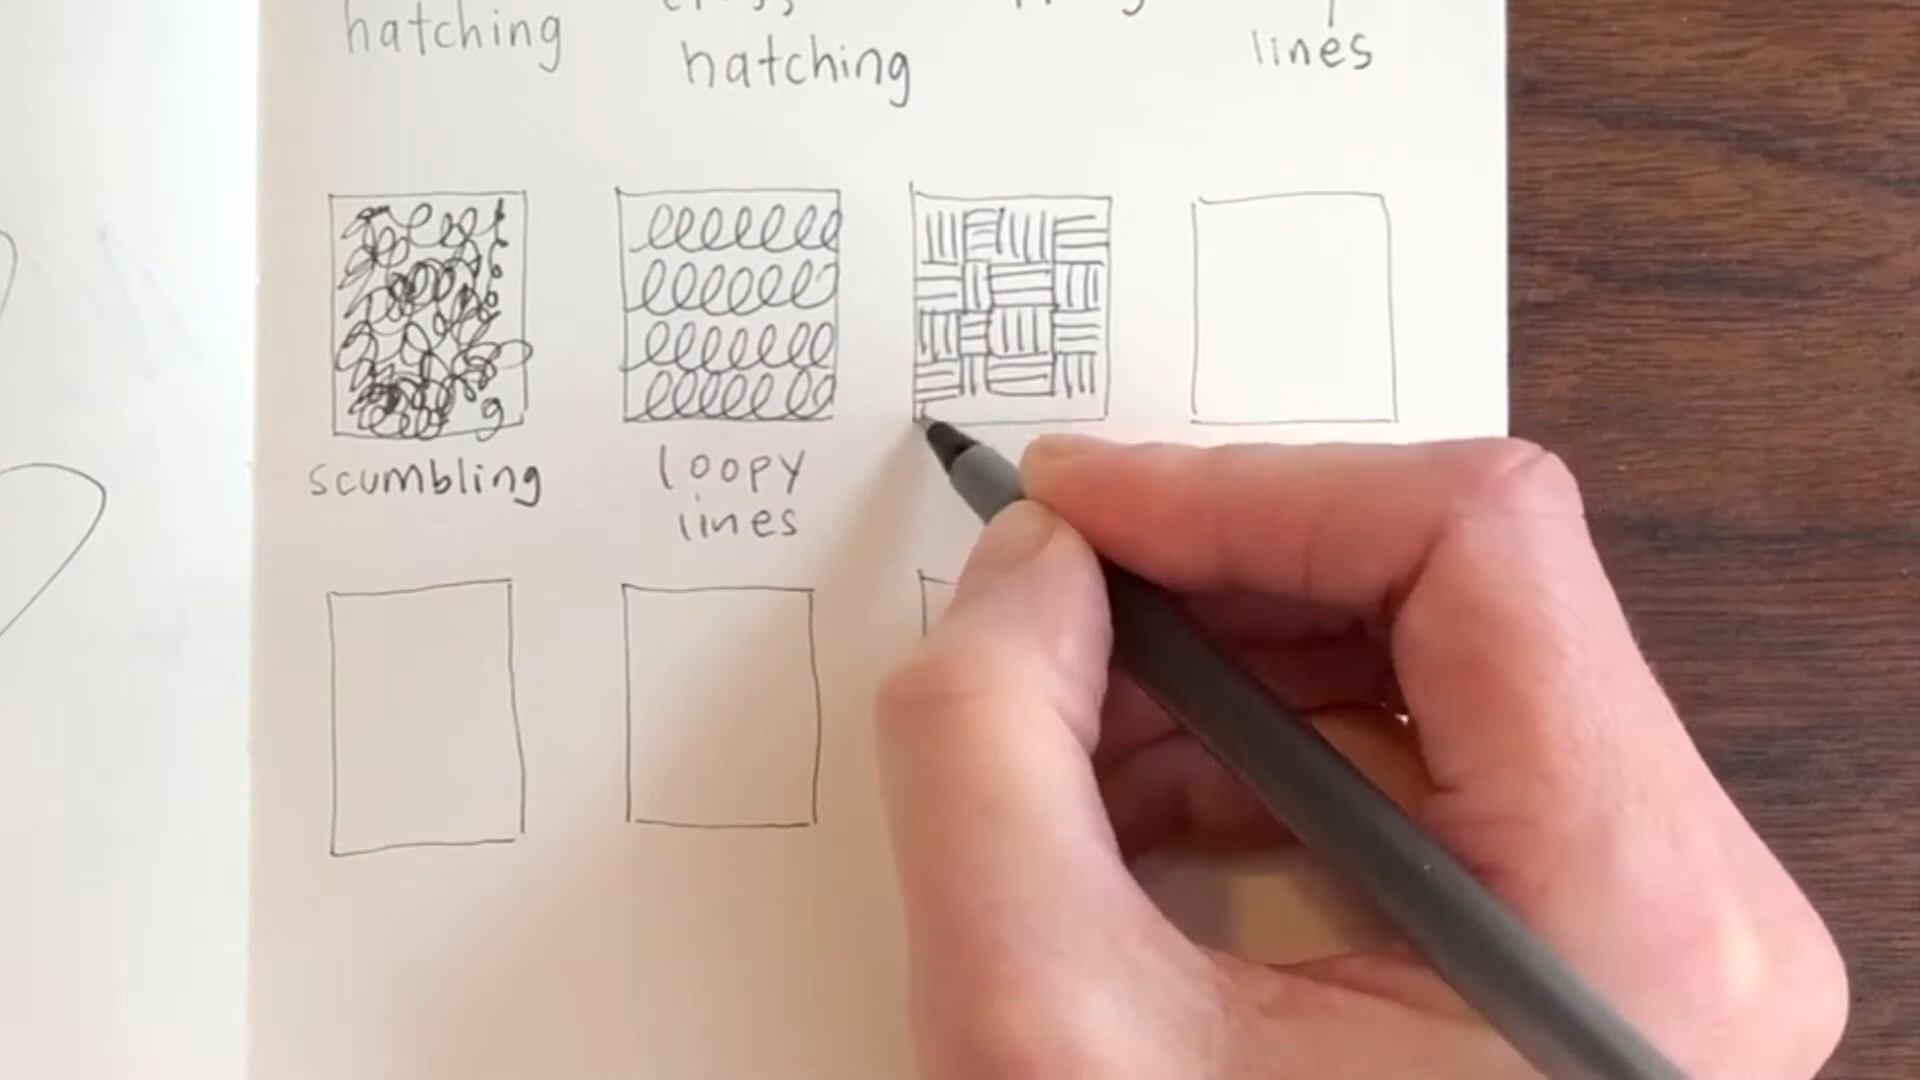 hatching
hatching
lines
scumbling
loopy
lines